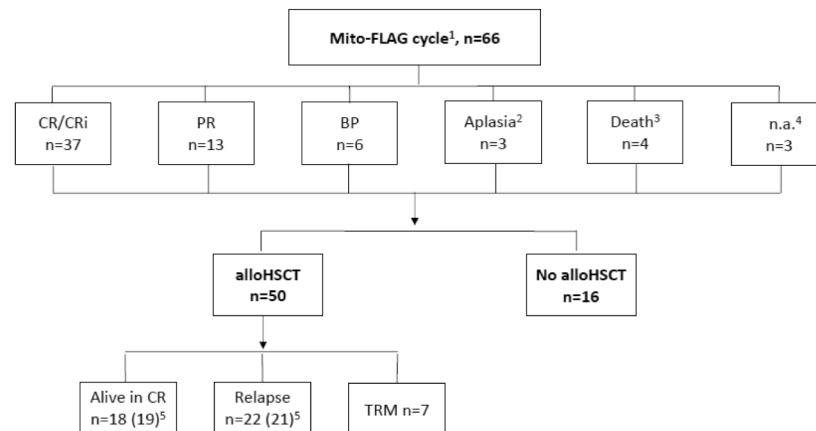 Mito-FLAG cycle¹, n=66
CR/CRi
n=37
PR
n=13
BP
n=6
Aplasia²
n=3
Death³
n=4
n.a.⁴
n=3
alloHSCT
n=50
No alloHSCT
n=16
Alive in CR
n=18 (19)⁵
Relapse
n=22 (21)⁵
TRM n=7